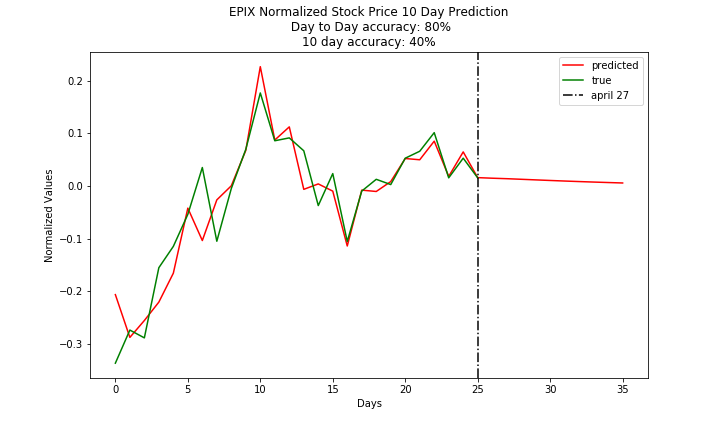 EPIX Normalized Stock Price 10 Day Prediction
Day to Day accuracy: 80%
10 day accuracy: 40%
predicted
true
april 27
Normalized Values
0.2
0.1
0.0
−0.1
−0.2
−0.3
0 5 10 15 20 25 30 35
Days